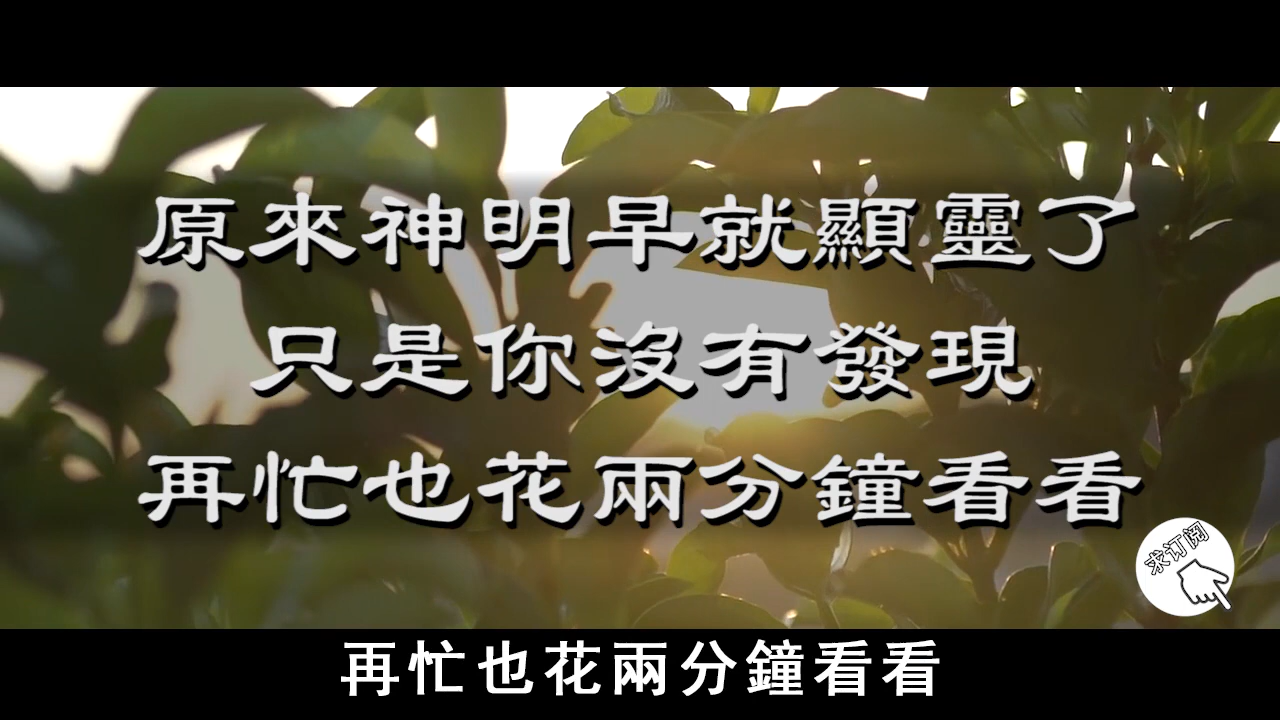 原來神明早就顯靈了
只是你沒有發現
再忙也花兩分鐘看看
求订阅
再忙也花兩分鐘看看